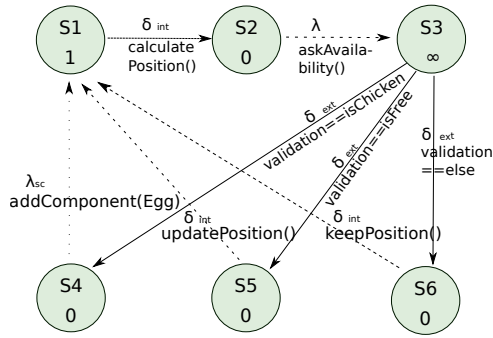 S1
1
δ int
calculate
Position()
S2
0
λ
askAvaila-
bility()
S3
∞
δ ext
validation==isChicken
δ ext
validation==isFree
δ ext
validation
==else
λsc
addComponent(Egg)
δ int
updatePosition()
δ int
keepPosition()
S4
0
S5
0
S6
0